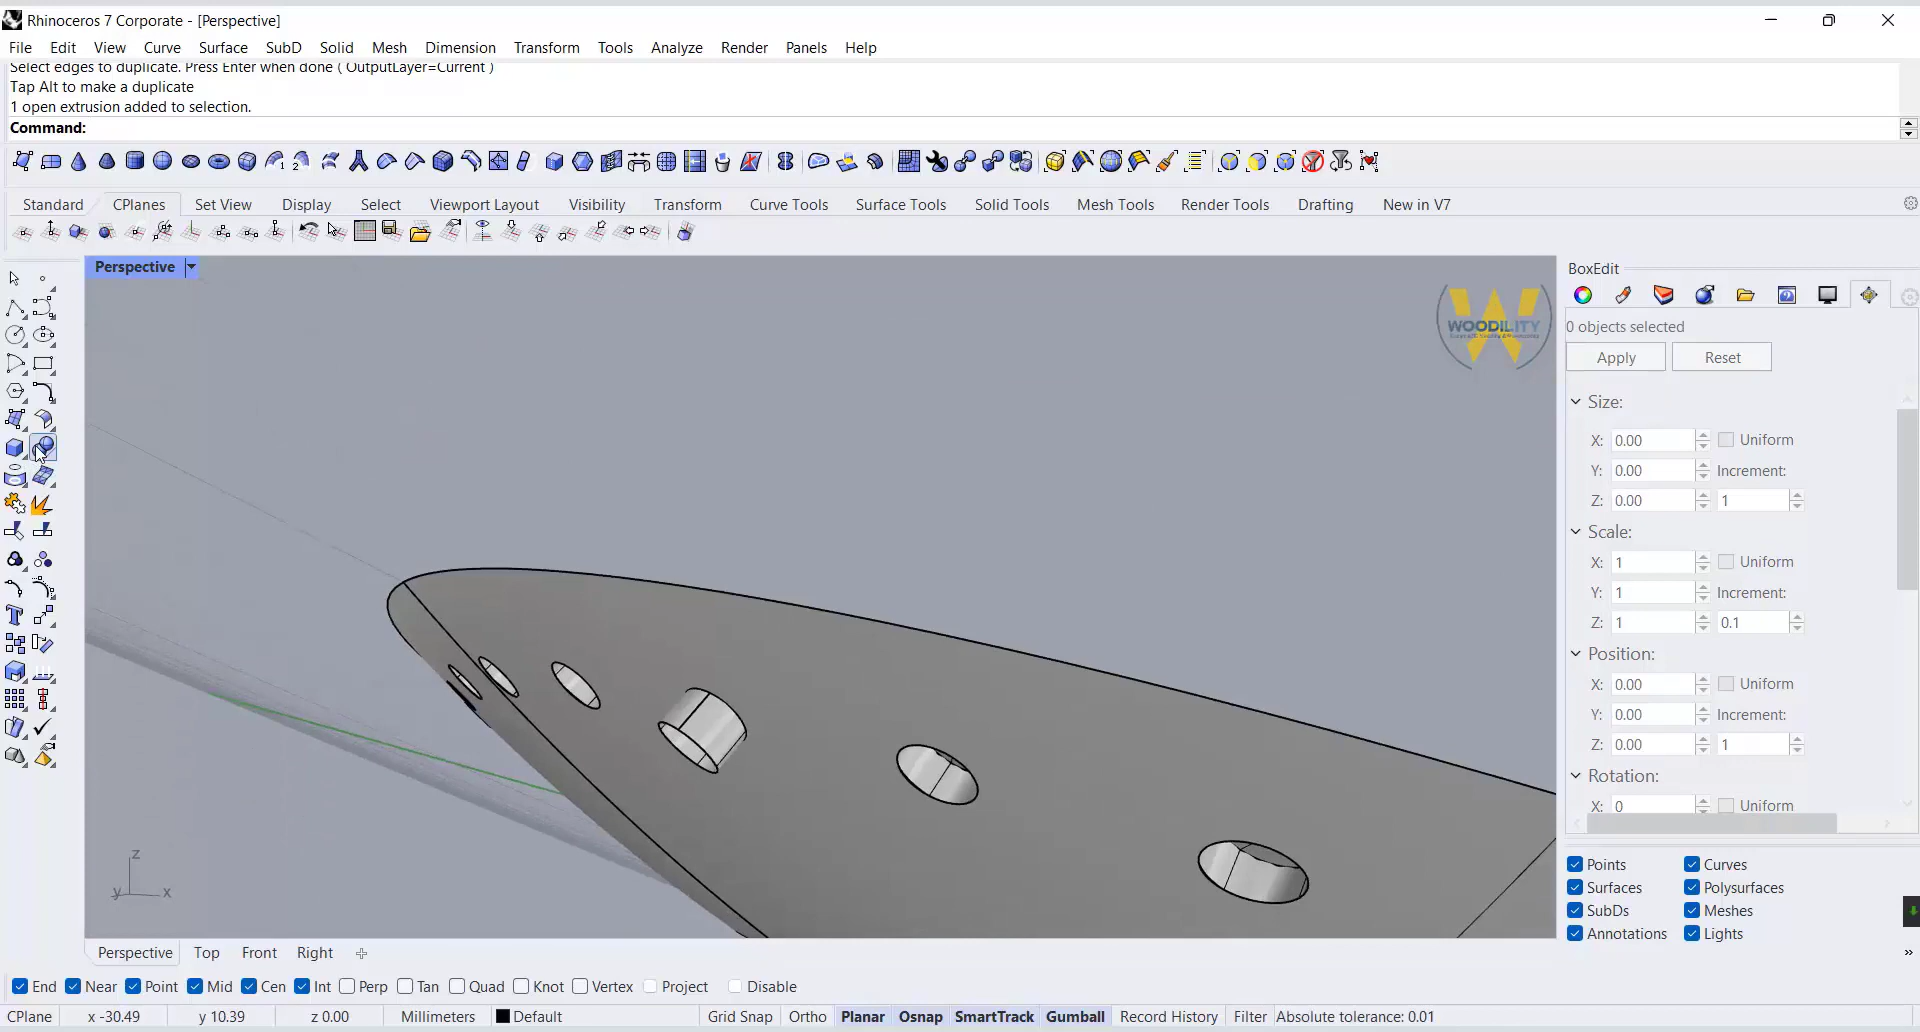 Rhinoceros 7 Corporate - [Perspective]
File Edit View Curve Surface SubD Solid Mesh Dimension Transform Tools Analyze Render Panels Help
Select edges to duplicate. Press Enter when done ( OutputLayer=Current )
Tap Alt to make a duplicate
1 open extrusion added to selection.
Command:
Standard CPlanes Set View Display Select Viewport Layout Visibility Transform Curve Tools Surface Tools Solid Tools Mesh Tools Render Tools Drafting New in V7
Perspective
WOODILITY
BoxEdit
0 objects selected
Apply Reset
Size:
X: 0.00 Uniform
Y: 0.00 Increment:
Z: 0.00 1
Scale:
X: 1 Uniform
Y: 1 Increment:
Z: 1 0.1
Position:
X: 0.00 Uniform
Y: 0.00 Increment:
Z: 0.00 1
Rotation:
X: 0 Uniform
z
y x
Points Curves
Surfaces Polysurfaces
SubDs Meshes
Annotations Lights
Perspective Top Front Right
End Near Point Mid Cen Int Perp Tan Quad Knot Vertex Project Disable
CPlane x -30.49 y 10.39 z 0.00 Millimeters Default Grid Snap Ortho Planar Osnap SmartTrack Gumball Record History Filter Absolute tolerance: 0.01